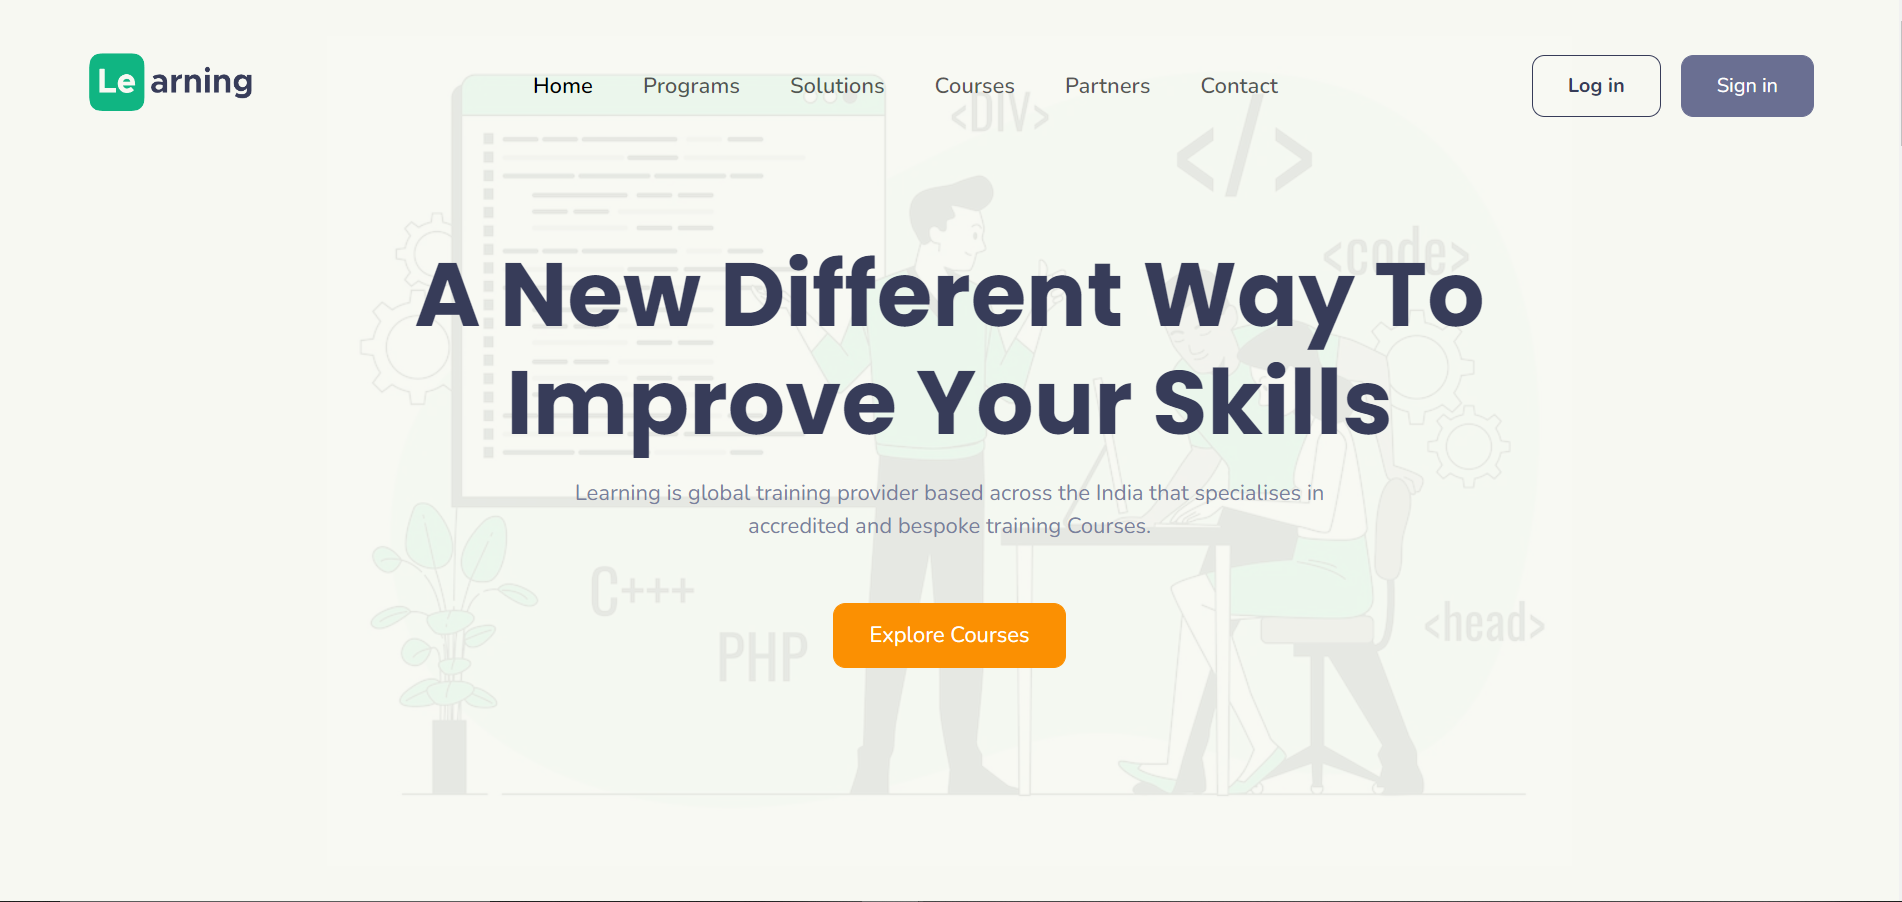 Learning
Home Programs Solutions Courses Partners Contact
Log in Sign in
<DIV>
</>
<code>
A New Different Way To
Improve Your Skills
Learning is global training provider based across the India that specialises in
accredited and bespoke training Courses.
C+++
PHP
Explore Courses
<head>